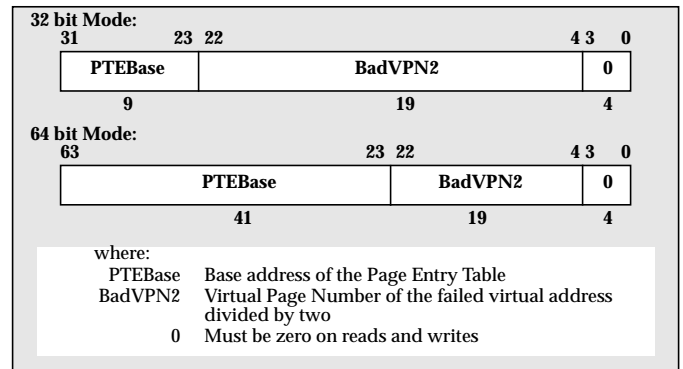 32 bit Mode:
31 23 22 4 3 0
PTEBase BadVPN2 0
9 19 4
64 bit Mode:
63 23 22 4 3 0
PTEBase BadVPN2 0
41 19 4
where:
PTEBase Base address of the Page Entry Table
BadVPN2 Virtual Page Number of the failed virtual address
divided by two
0 Must be zero on reads and writes